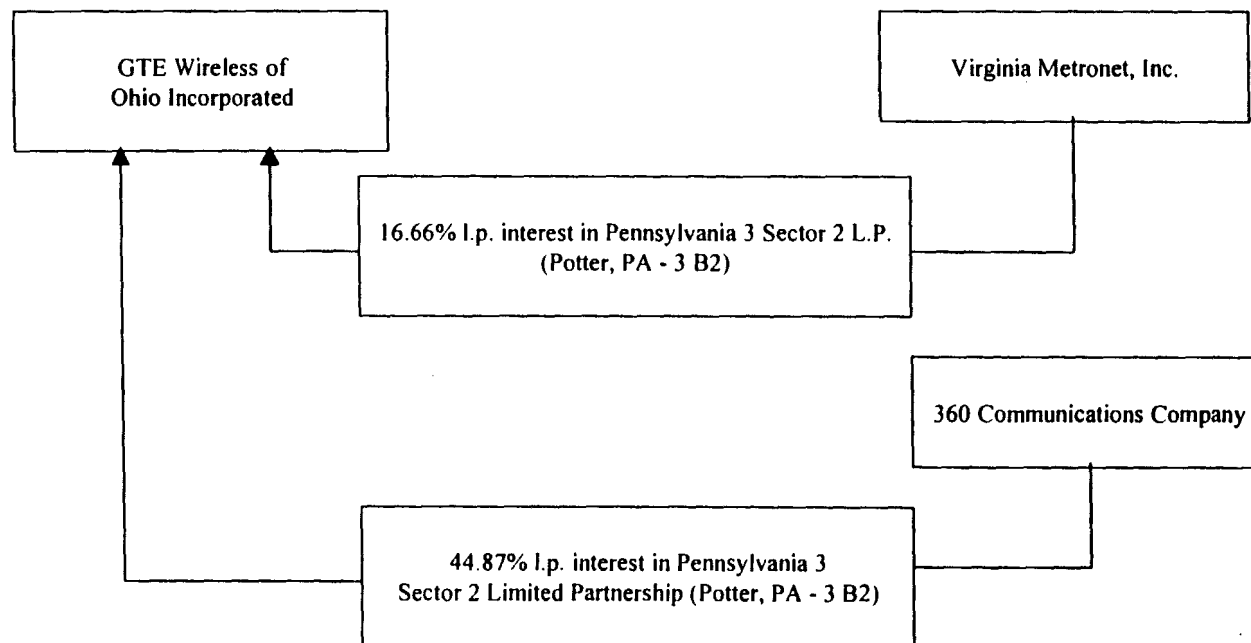 GTE Wireless of
Ohio Incorporated
Virginia Metronet, Inc.
16.66% l.p. interest in Pennsylvania 3 Sector 2 L.P.
(Potter, PA - 3 B2)
360 Communications Company
44.87% l.p. interest in Pennsylvania 3
Sector 2 Limited Partnership (Potter, PA - 3 B2)